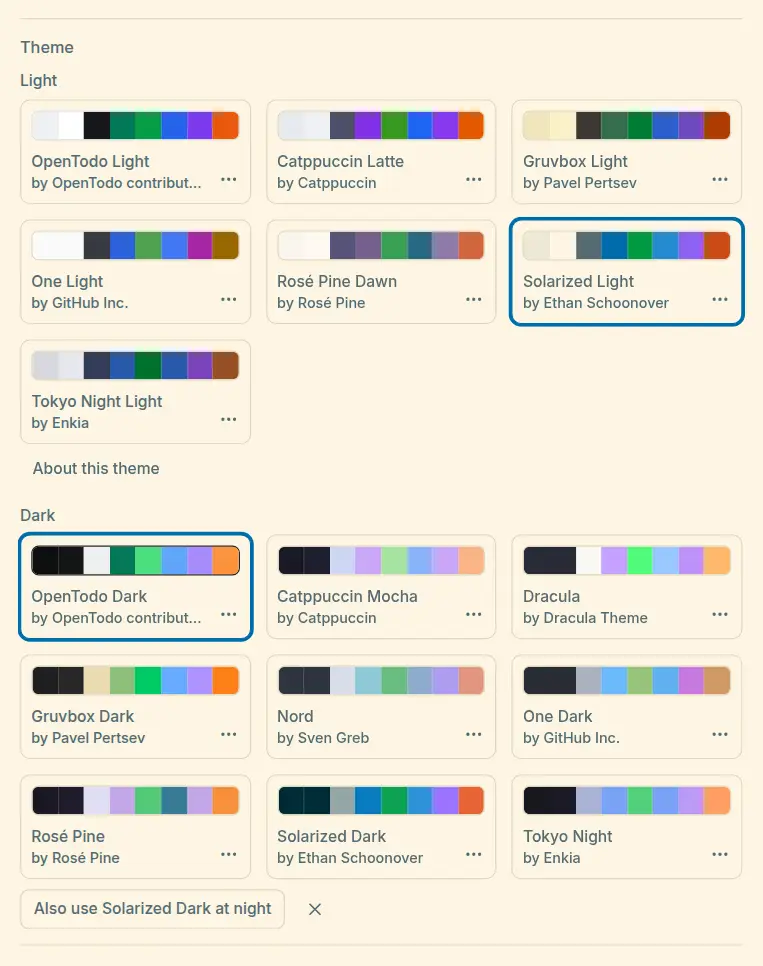 Theme
Light
OpenTodo Light
by OpenTodo contribut...
Catppuccin Latte
by Catppuccin
Gruvbox Light
by Pavel Pertsev
One Light
by GitHub Inc.
Rosé Pine Dawn
by Rosé Pine
Solarized Light
by Ethan Schoonover
Tokyo Night Light
by Enkia
About this theme
Dark
OpenTodo Dark
by OpenTodo contribut...
Catppuccin Mocha
by Catppuccin
Dracula
by Dracula Theme
Gruvbox Dark
by Pavel Pertsev
Nord
by Sven Greb
One Dark
by GitHub Inc.
Rosé Pine
by Rosé Pine
Solarized Dark
by Ethan Schoonover
Tokyo Night
by Enkia
Also use Solarized Dark at night